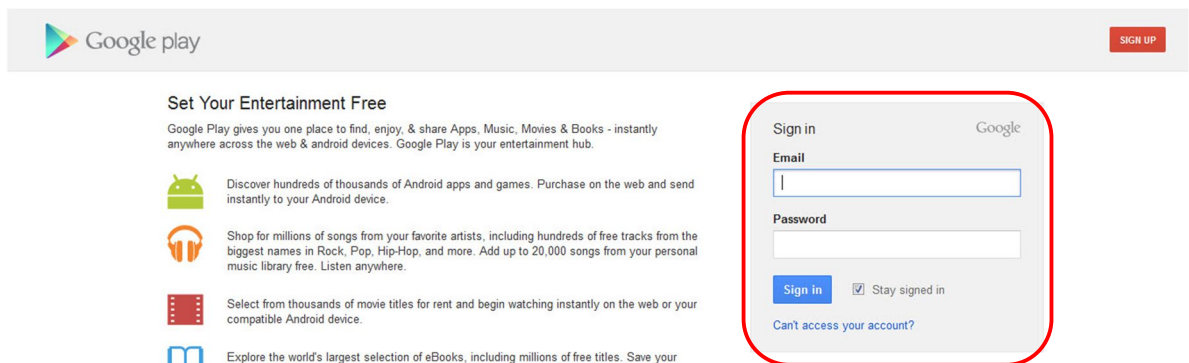 Google play
SIGN UP
Set Your Entertainment Free
Google Play gives you one place to find, enjoy, & share Apps, Music, Movies & Books - instantly
anywhere across the web & android devices. Google Play is your entertainment hub.
Discover hundreds of thousands of Android apps and games. Purchase on the web and send
instantly to your Android device.
Shop for millions of songs from your favorite artists, including hundreds of free tracks from the
biggest names in Rock, Pop, Hip-Hop, and more. Add up to 20,000 songs from your personal
music library free. Listen anywhere.
Select from thousands of movie titles for rent and begin watching instantly on the web or your
compatible Android device.
Explore the world's largest selection of eBooks, including millions of free titles. Save your
Sign in Google
Email
Password
Sign in Stay signed in
Can't access your account?